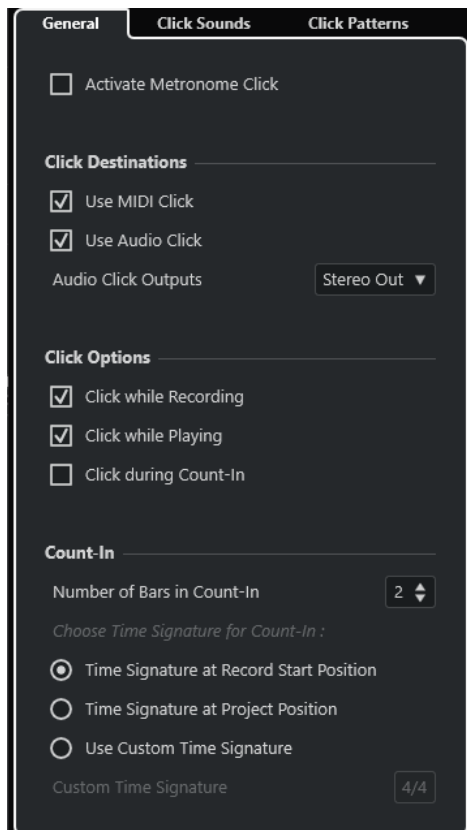 General Click Sounds Click Patterns
Activate Metronome Click
Click Destinations
Use MIDI Click
Use Audio Click
Audio Click Outputs Stereo Out
Click Options
Click while Recording
Click while Playing
Click during Count-In
Count-In
Number of Bars in Count-In 2
Choose Time Signature for Count-In :
Time Signature at Record Start Position
Time Signature at Project Position
Use Custom Time Signature
Custom Time Signature 4/4